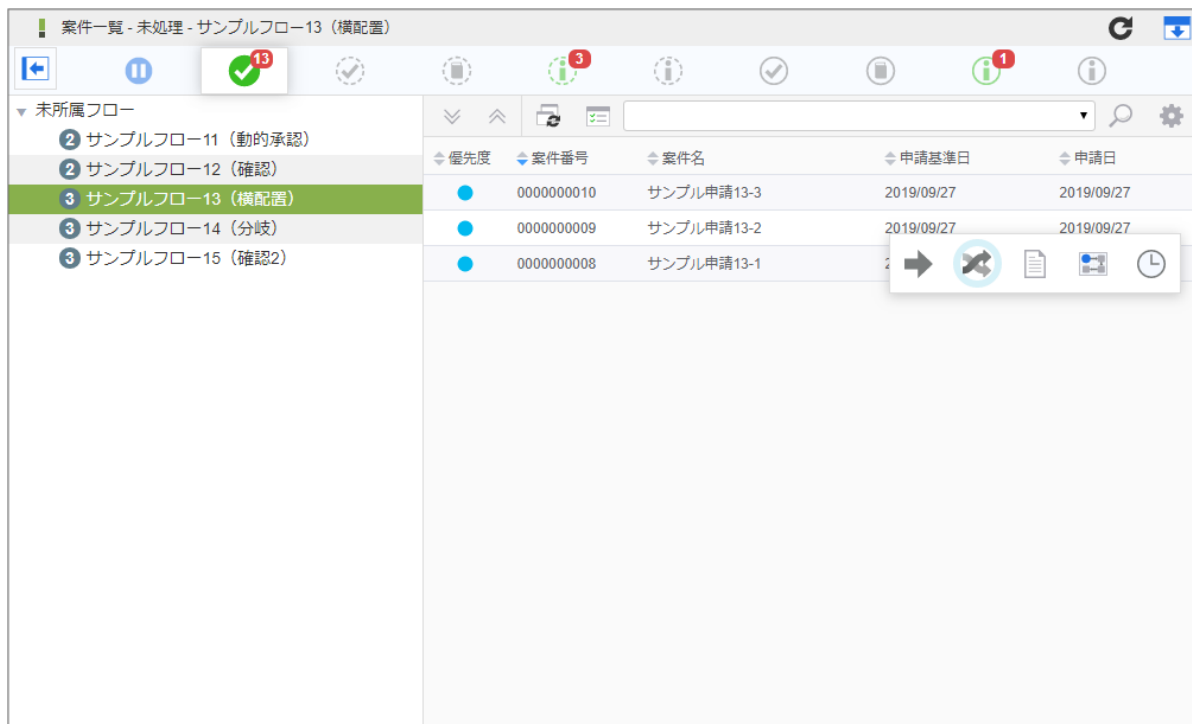 案件一覧 - 未処理 - サンプルフロー13（横配置）
13
3
1
未所属フロー
2 サンプルフロー11（動的承認）
2 サンプルフロー12（確認）
3 サンプルフロー13（横配置）
3 サンプルフロー14（分岐）
3 サンプルフロー15（確認2）
優先度 案件番号 案件名 申請基準日 申請日
0000000010 サンプル申請13-3 2019/09/27 2019/09/27
0000000009 サンプル申請13-2 2019/09/27 2019/09/27
0000000008 サンプル申請13-1